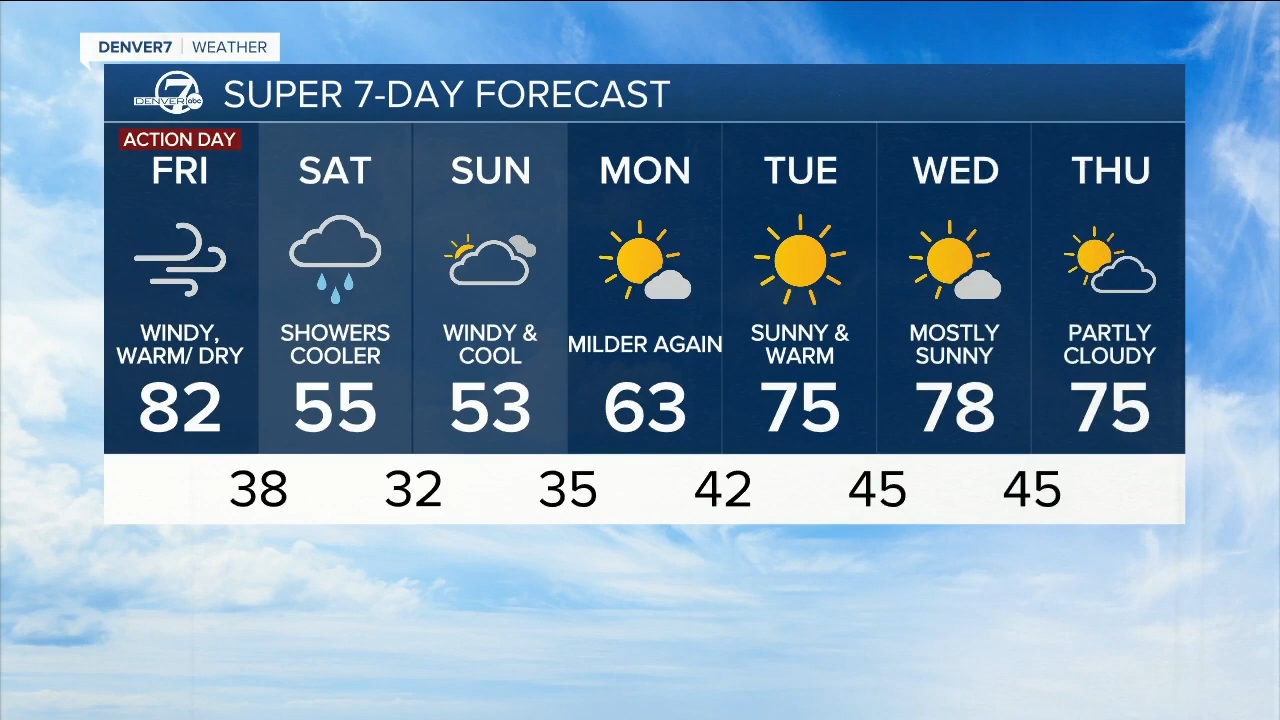 DENVER7 | WEATHER
DENVER 7 abc
SUPER 7-DAY FORECAST
ACTION DAY
FRI SAT SUN MON TUE WED THU
WINDY, WARM/ DRY
SHOWERS COOLER
WINDY & COOL
MILDER AGAIN
SUNNY & WARM
MOSTLY SUNNY
PARTLY CLOUDY
82 55 53 63 75 78 75
38 32 35 42 45 45